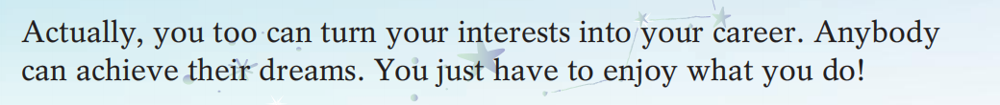 Actually, you too can turn your interests into your career. Anybody
can achieve their dreams. You just have to enjoy what you do!